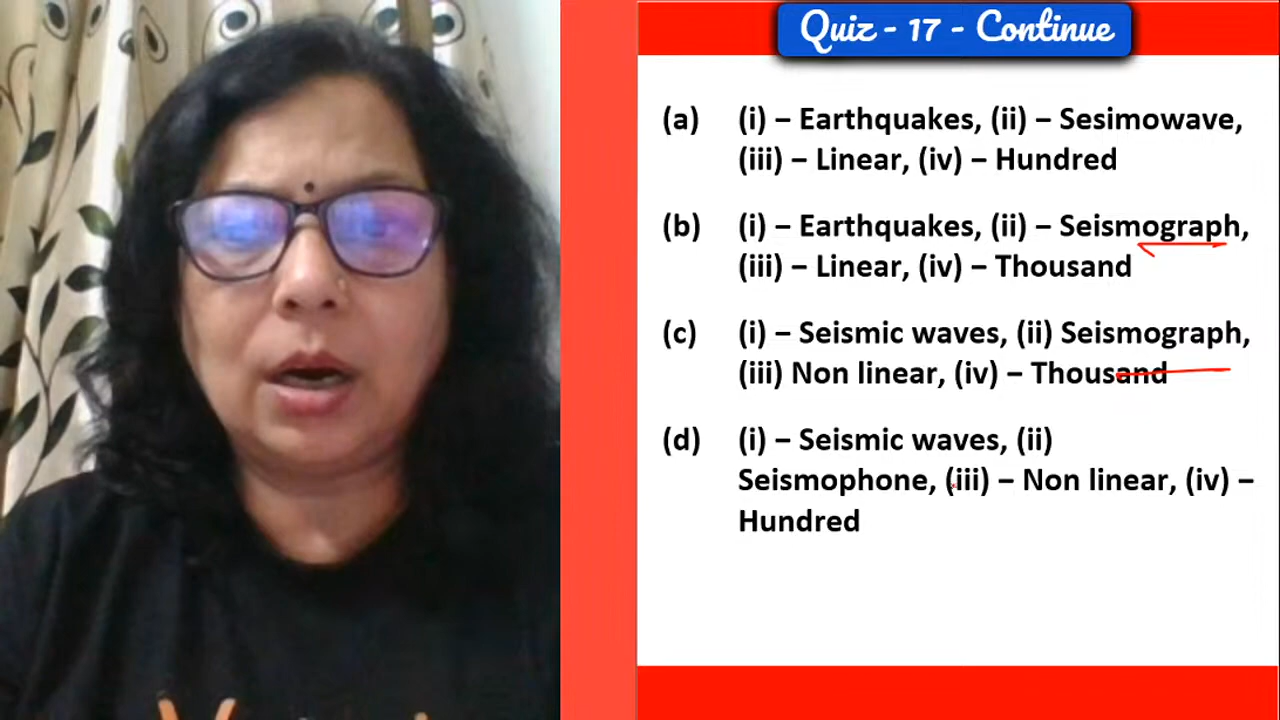 Quiz - 17 - Continue
(a) (i) – Earthquakes, (ii) – Sesimowave,
(iii) – Linear, (iv) – Hundred
(b) (i) – Earthquakes, (ii) – Seismograph,
(iii) – Linear, (iv) – Thousand
(c) (i) – Seismic waves, (ii) Seismograph,
(iii) Non linear, (iv) – Thousand
(d) (i) – Seismic waves, (ii)
Seismophone, (iii) – Non linear, (iv) –
Hundred